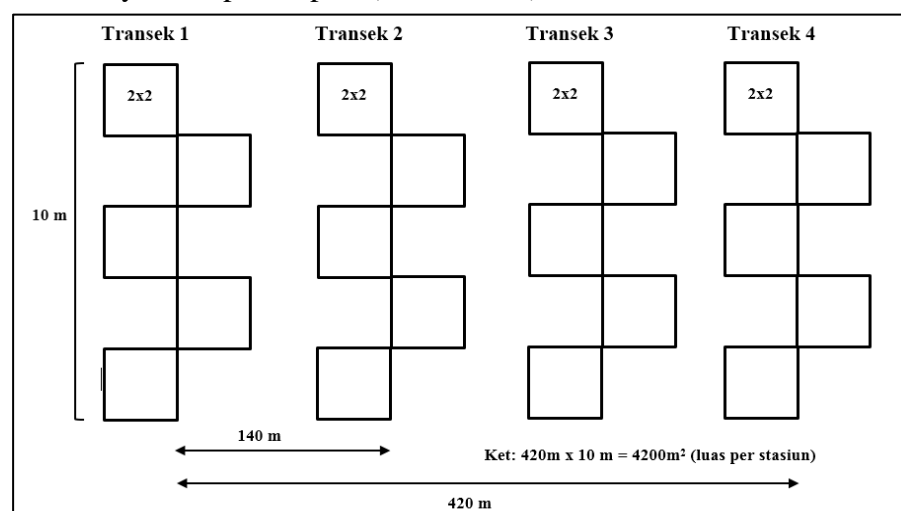 Transek 1 Transek 2 Transek 3 Transek 4
2x2 2x2 2x2 2x2
10 m
140 m
Ket: 420m x 10 m = 4200m² (luas per stasiun)
420 m